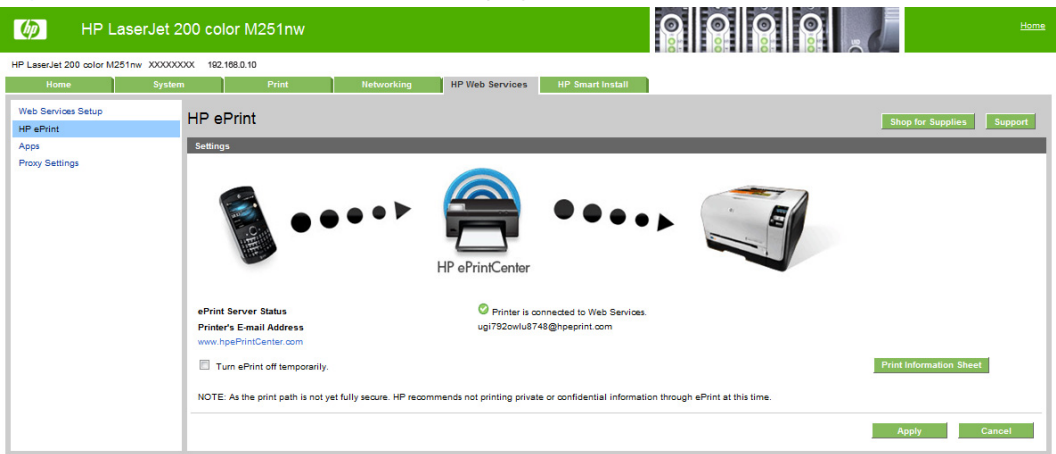 hp HP LaserJet 200 color M251nw
Home
HP LaserJet 200 color M251nw XXXXXXXX 192.168.0.10
Home System Print Networking HP Web Services HP Smart Install
Web Services Setup
HP ePrint
Apps
Proxy Settings
HP ePrint
Shop for Supplies Support
Settings
HP ePrintCenter
ePrint Server Status Printer is connected to Web Services.
Printer's E-mail Address ugi792owlu8748@hpeprint.com
www.hpePrintCenter.com
Turn ePrint off temporarily.
Print Information Sheet
NOTE: As the print path is not yet fully secure. HP recommends not printing private or confidential information through ePrint at this time.
Apply Cancel